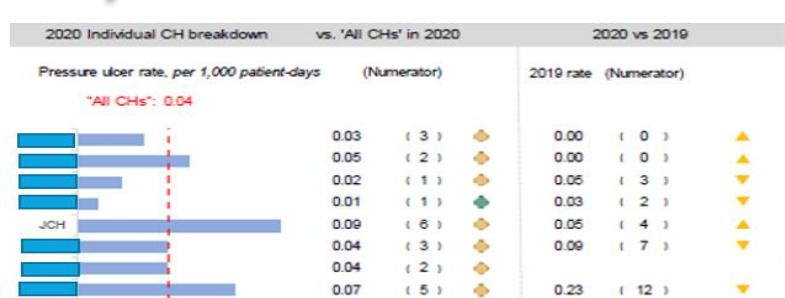 2020 Individual CH breakdown vs. 'All CHs' in 2020 2020 vs 2019
Pressure ulcer rate, per 1,000 patient-days (Numerator) 2019 rate (Numerator)
"All CHs": 0.04
0.03 ( 3 ) 0.00 ( 0 )
0.05 ( 2 ) 0.00 ( 0 )
0.02 ( 1 ) 0.05 ( 3 )
0.01 ( 1 ) 0.03 ( 2 )
JCH 0.09 ( 6 ) 0.05 ( 4 )
0.04 ( 3 ) 0.09 ( 7 )
0.04 ( 2 )
0.07 ( 5 ) 0.23 ( 12 )